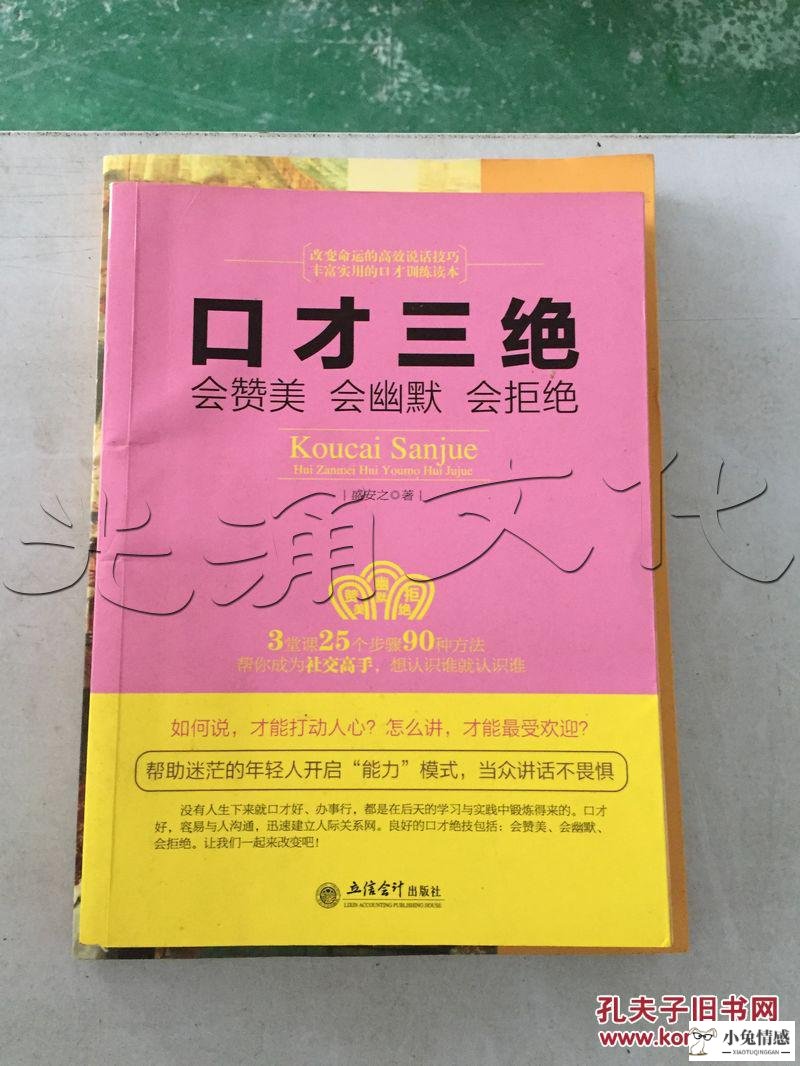 改变命运的高效说话技巧
丰富实用的口才训练读本
口才三绝
会赞美 会幽默 会拒绝
Koucai Sanjue
Hui Zanmei Hui Youmo Hui Jujue
盛安之◎著
光涌文化
赞美 幽默 拒绝
3堂课25个步骤90种方法
帮你成为社交高手，想认识谁就认识谁
如何说，才能打动人心？怎么讲，才能最受欢迎？
帮助迷茫的年轻人开启“能力”模式，当众讲话不畏惧
没有人生下来就口才好、办事行，都是在后天的学习与实践中锻炼得来的。口才
好，容易与人沟通，迅速建立人际关系网。良好的口才绝技包括：会赞美、会幽默、
会拒绝。让我们一起来改变吧！
立信会计出版社
LIXIN ACCOUNTING PUBLISHING HOUSE
孔夫子旧书网
www.kon
小兔情感
XIAOTUQINGGAN